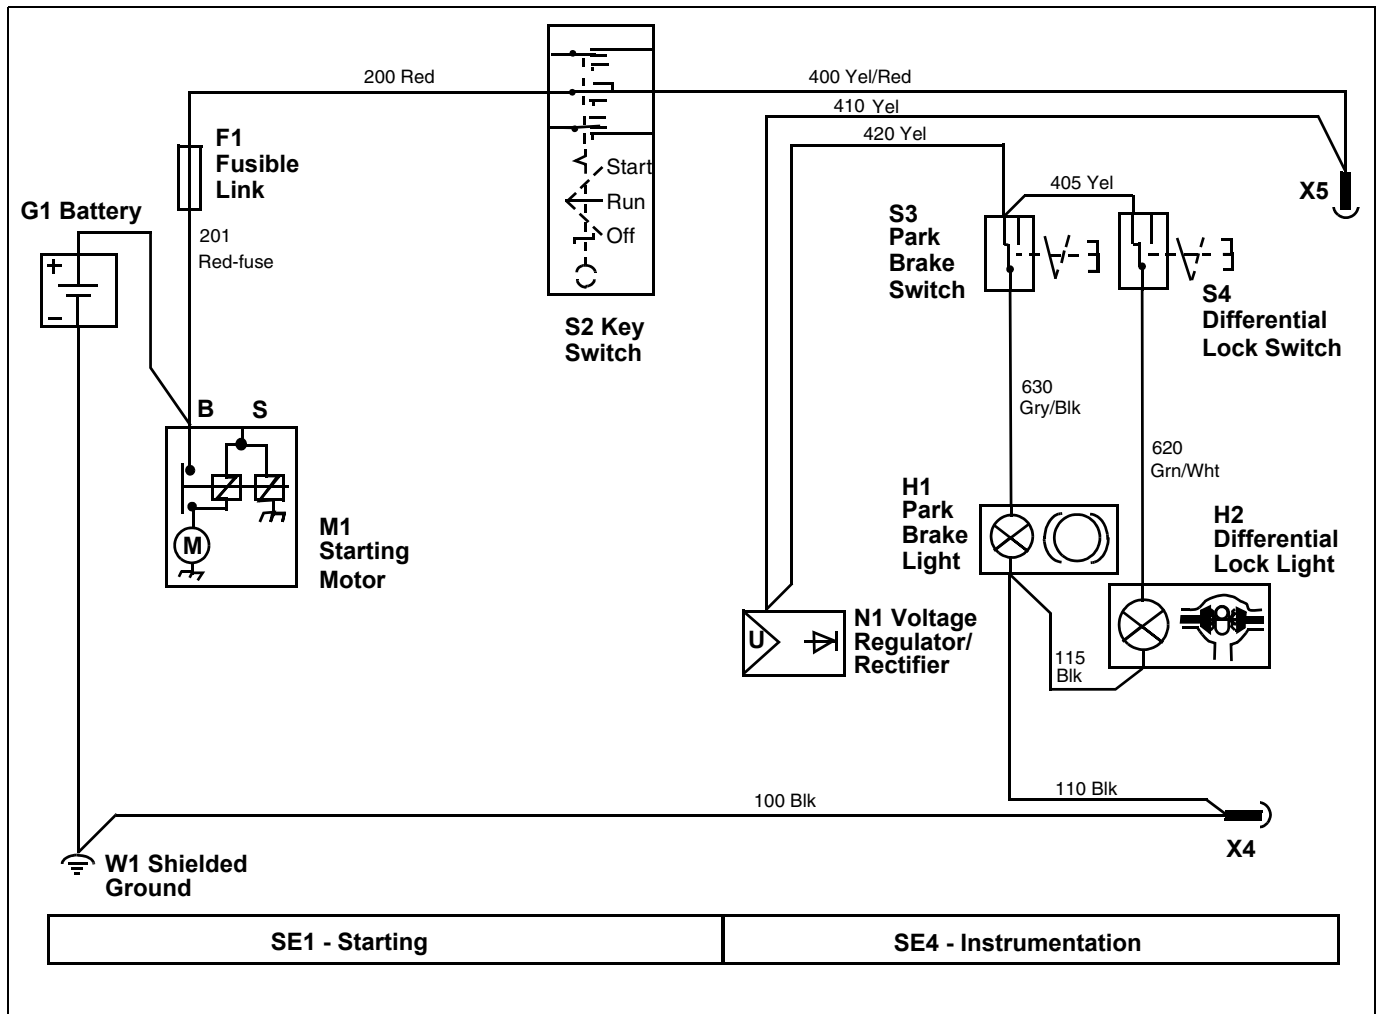 200 Red
400 Yel/Red
410 Yel
420 Yel
F1
Fusible
Link
Start
Run
Off
405 Yel
X5
G1 Battery
201
Red-fuse
+
–
S3
Park
Brake
Switch
S4
Differential
Lock Switch
S2 Key
Switch
630
Gry/Blk
B
S
620
Grn/Wht
H1
Park
Brake
Light
H2
Differential
Lock Light
M1
Starting
Motor
M
N1 Voltage
Regulator/
Rectifier
U
115
Blk
110 Blk
100 Blk
X4
W1 Shielded
Ground
SE1 - Starting
SE4 - Instrumentation